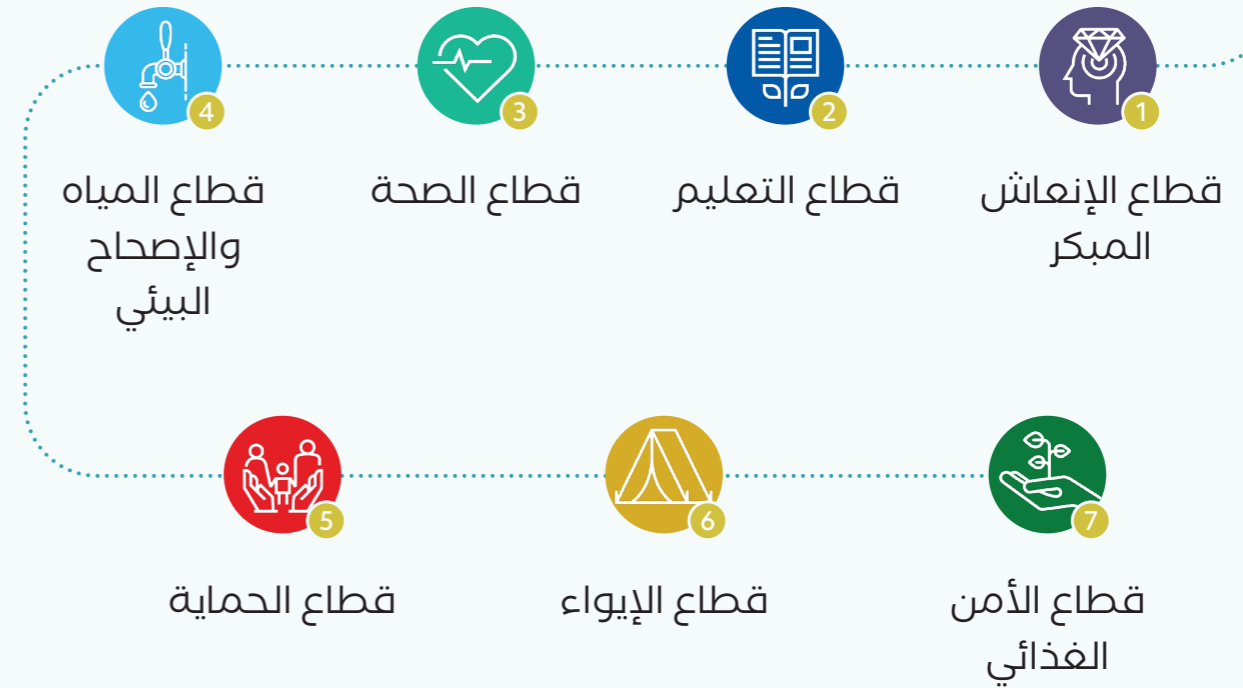 1
قطاع الإنعاش
المبكر
2
قطاع التعليم
3
قطاع الصحة
4
قطاع المياه
والإصحاح
البيئي
5
قطاع الحماية
6
قطاع الإيواء
7
قطاع الأمن
الغذائي